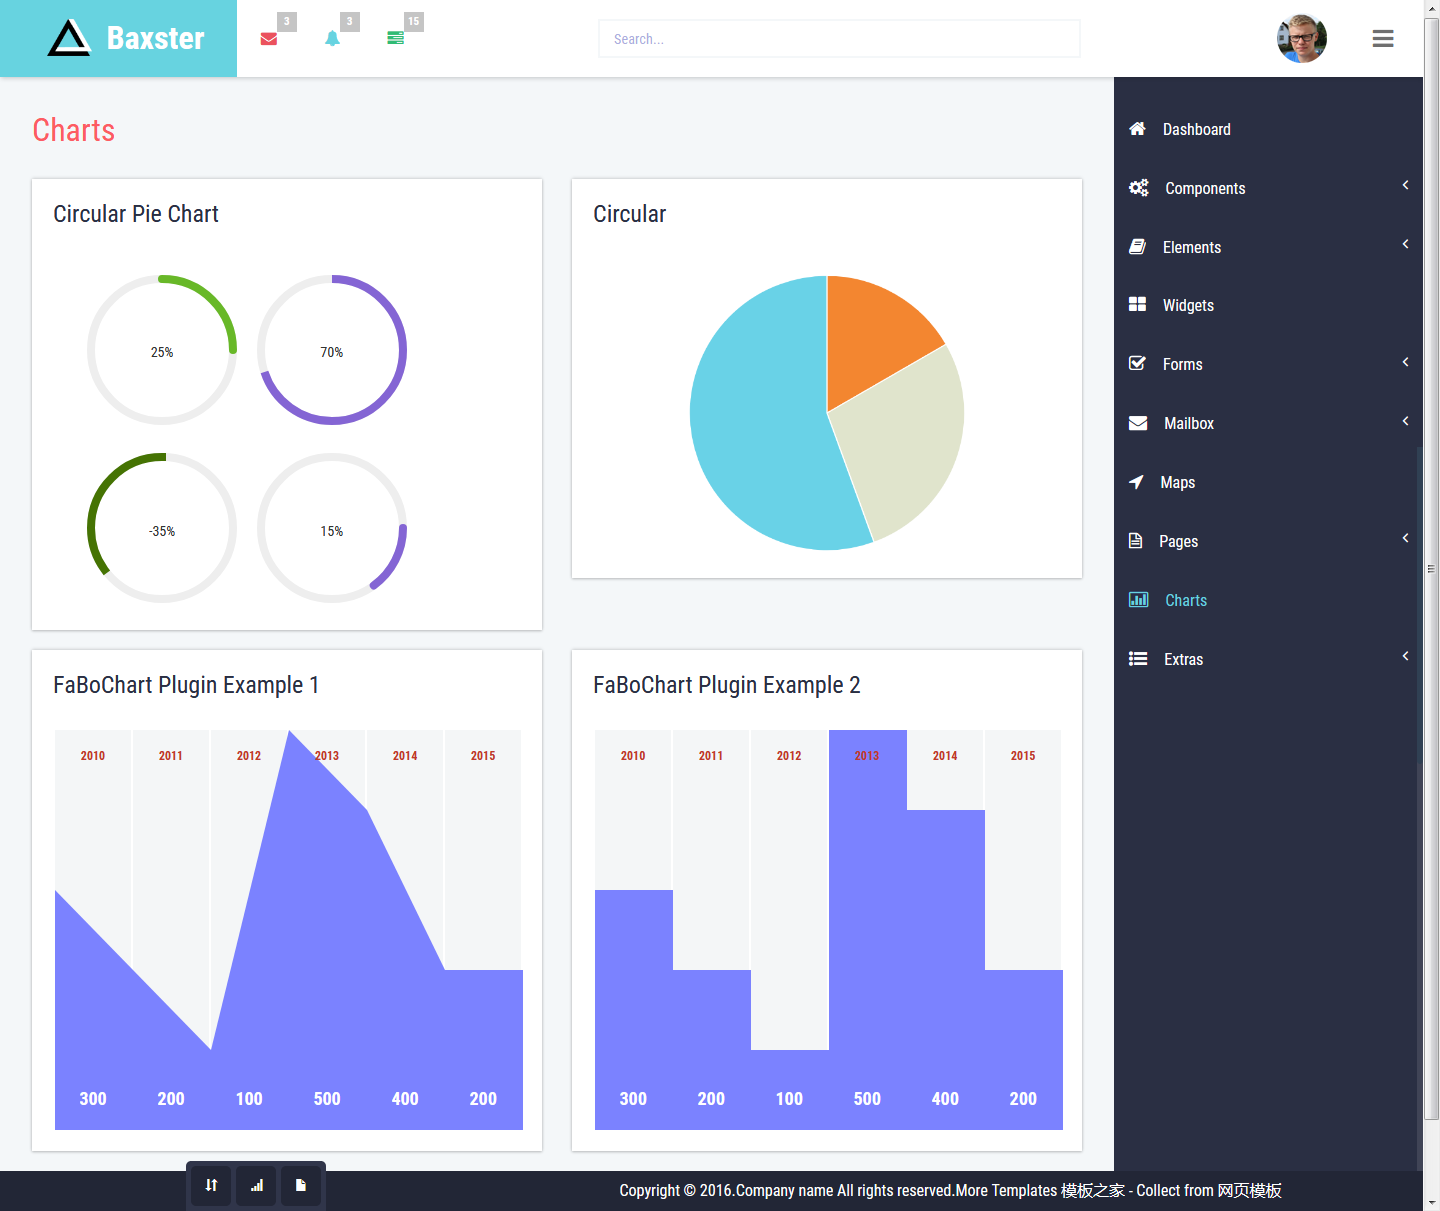 Baxster
3
3
15
Search...
Charts
Dashboard
Components
Elements
Widgets
Forms
Mailbox
Maps
Pages
Charts
Extras
Circular Pie Chart
25%
70%
-35%
15%
Circular
FaBoChart Plugin Example 1
2010 2011 2012 2013 2014 2015
300 200 100 500 400 200
FaBoChart Plugin Example 2
2010 2011 2012 2013 2014 2015
300 200 100 500 400 200
Copyright © 2016.Company name All rights reserved.More Templates 模板之家 - Collect from 网页模板